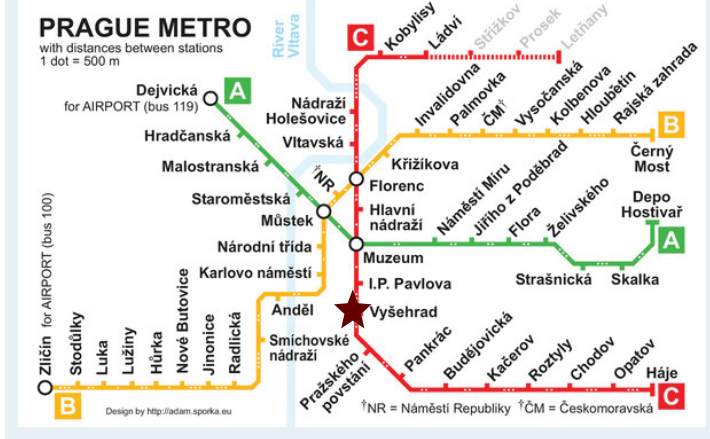 PRAGUE METRO
with distances between stations
1 dot = 500 m
River
Vltava
C
Kobylisy
Ládví
Střížkov
Prosek
Letňany
Dejvická
for AIRPORT (bus 119)
A
Hradčanská
Malostranská
Staroměstská
Můstek
Národní třída
Karlovo náměstí
Nádraží
Holešovice
Vltavská
†NR
Florenc
Křižíkova
Invalidovna
Palmovka
ČM†
Vysočanská
Kolbenova
Hloubětin
Rajská zahrada
B
Černý
Most
Hlavní
nádraží
Muzeum
Náměstí Míru
Jiřího z Poděbrad
Flora
Želivského
Strašnická
Skalka
Depo
Hostivař
A
I.P. Pavlova
Vyšehrad
Pražského
povstání
Pankrác
Budějovická
Kačerov
Roztyly
Chodov
Opatov
Háje
C
Anděl
Smíchovské
nádraží
Radlická
Jinonice
Nové Butovice
Hůrka
Lužiny
Luka
Stodůlky
Zličín for AIRPORT (bus 100)
B
Design by http://adam.sporka.eu
†NR = Náměstí Republiky †ČM = Českomoravská